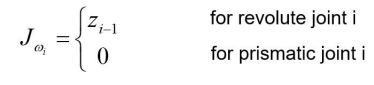 J_{ω_i} = { z_{i-1} for revolute joint i
0 for prismatic joint i